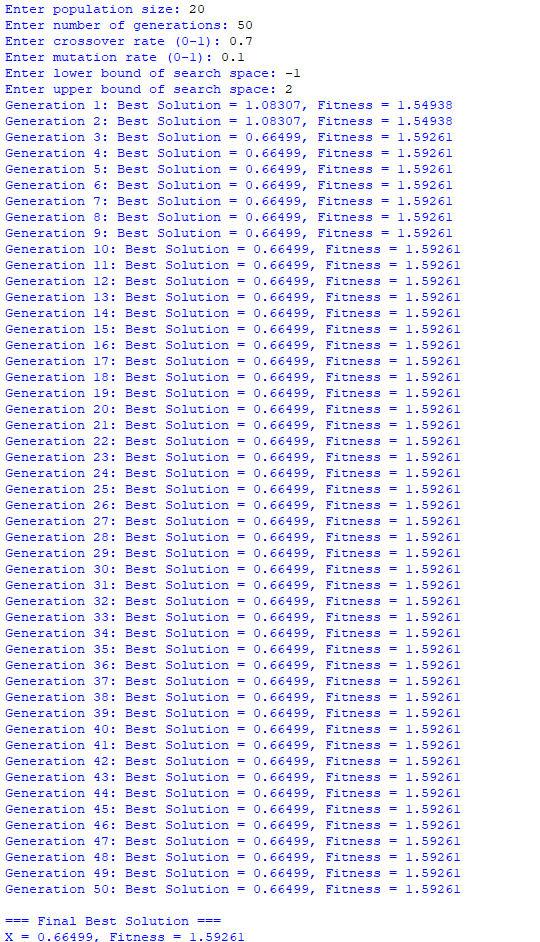 Enter population size: 20
Enter number of generations: 50
Enter crossover rate (0-1): 0.7
Enter mutation rate (0-1): 0.1
Enter lower bound of search space: -1
Enter upper bound of search space: 2
Generation 1: Best Solution = 1.08307, Fitness = 1.54938
Generation 2: Best Solution = 1.08307, Fitness = 1.54938
Generation 3: Best Solution = 0.66499, Fitness = 1.59261
Generation 4: Best Solution = 0.66499, Fitness = 1.59261
Generation 5: Best Solution = 0.66499, Fitness = 1.59261
Generation 6: Best Solution = 0.66499, Fitness = 1.59261
Generation 7: Best Solution = 0.66499, Fitness = 1.59261
Generation 8: Best Solution = 0.66499, Fitness = 1.59261
Generation 9: Best Solution = 0.66499, Fitness = 1.59261
Generation 10: Best Solution = 0.66499, Fitness = 1.59261
Generation 11: Best Solution = 0.66499, Fitness = 1.59261
Generation 12: Best Solution = 0.66499, Fitness = 1.59261
Generation 13: Best Solution = 0.66499, Fitness = 1.59261
Generation 14: Best Solution = 0.66499, Fitness = 1.59261
Generation 15: Best Solution = 0.66499, Fitness = 1.59261
Generation 16: Best Solution = 0.66499, Fitness = 1.59261
Generation 17: Best Solution = 0.66499, Fitness = 1.59261
Generation 18: Best Solution = 0.66499, Fitness = 1.59261
Generation 19: Best Solution = 0.66499, Fitness = 1.59261
Generation 20: Best Solution = 0.66499, Fitness = 1.59261
Generation 21: Best Solution = 0.66499, Fitness = 1.59261
Generation 22: Best Solution = 0.66499, Fitness = 1.59261
Generation 23: Best Solution = 0.66499, Fitness = 1.59261
Generation 24: Best Solution = 0.66499, Fitness = 1.59261
Generation 25: Best Solution = 0.66499, Fitness = 1.59261
Generation 26: Best Solution = 0.66499, Fitness = 1.59261
Generation 27: Best Solution = 0.66499, Fitness = 1.59261
Generation 28: Best Solution = 0.66499, Fitness = 1.59261
Generation 29: Best Solution = 0.66499, Fitness = 1.59261
Generation 30: Best Solution = 0.66499, Fitness = 1.59261
Generation 31: Best Solution = 0.66499, Fitness = 1.59261
Generation 32: Best Solution = 0.66499, Fitness = 1.59261
Generation 33: Best Solution = 0.66499, Fitness = 1.59261
Generation 34: Best Solution = 0.66499, Fitness = 1.59261
Generation 35: Best Solution = 0.66499, Fitness = 1.59261
Generation 36: Best Solution = 0.66499, Fitness = 1.59261
Generation 37: Best Solution = 0.66499, Fitness = 1.59261
Generation 38: Best Solution = 0.66499, Fitness = 1.59261
Generation 39: Best Solution = 0.66499, Fitness = 1.59261
Generation 40: Best Solution = 0.66499, Fitness = 1.59261
Generation 41: Best Solution = 0.66499, Fitness = 1.59261
Generation 42: Best Solution = 0.66499, Fitness = 1.59261
Generation 43: Best Solution = 0.66499, Fitness = 1.59261
Generation 44: Best Solution = 0.66499, Fitness = 1.59261
Generation 45: Best Solution = 0.66499, Fitness = 1.59261
Generation 46: Best Solution = 0.66499, Fitness = 1.59261
Generation 47: Best Solution = 0.66499, Fitness = 1.59261
Generation 48: Best Solution = 0.66499, Fitness = 1.59261
Generation 49: Best Solution = 0.66499, Fitness = 1.59261
Generation 50: Best Solution = 0.66499, Fitness = 1.59261
=== Final Best Solution ===
X = 0.66499, Fitness = 1.59261